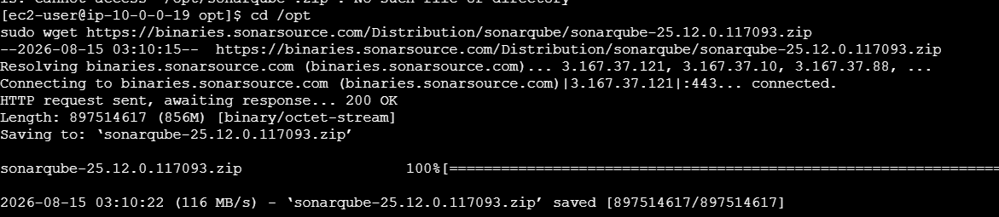 ls: cannot access '/opt/sonarqube*.zip': No such file or directory
[ec2-user@ip-10-0-0-19 opt]$ cd /opt
sudo wget https://binaries.sonarsource.com/Distribution/sonarqube/sonarqube-25.12.0.117093.zip
--2026-08-15 03:10:15--  https://binaries.sonarsource.com/Distribution/sonarqube/sonarqube-25.12.0.117093.zip
Resolving binaries.sonarsource.com (binaries.sonarsource.com)... 3.167.37.121, 3.167.37.10, 3.167.37.88, ...
Connecting to binaries.sonarsource.com (binaries.sonarsource.com)|3.167.37.121|:443... connected.
HTTP request sent, awaiting response... 200 OK
Length: 897514617 (856M) [binary/octet-stream]
Saving to: ‘sonarqube-25.12.0.117093.zip’
sonarqube-25.12.0.117093.zip 100%[================================================================
2026-08-15 03:10:22 (116 MB/s) - ‘sonarqube-25.12.0.117093.zip’ saved [897514617/897514617]